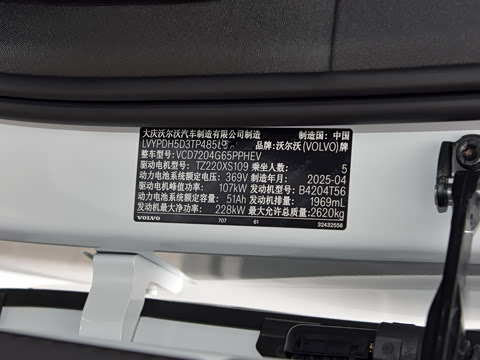 大庆沃尔沃汽车制造有限公司制造 制造国：中国
LVYPDH5D3TP485 品牌：沃尔沃(VOLVO)牌
整车型号：VCD7204G65PPHEV
驱动电机型号：TZ220XS109 乘坐人数： 5
动力电池系统额定电压：369V 制造年月： 2025-04
驱动电机峰值功率： 107kW 发动机型号： B4204T56
动力电池系统额定容量： 51Ah 发动机排量： 1969mL
发动机最大净功率： 228kW 最大允许总质量：2620kg
VOLVO 707 61 32432556